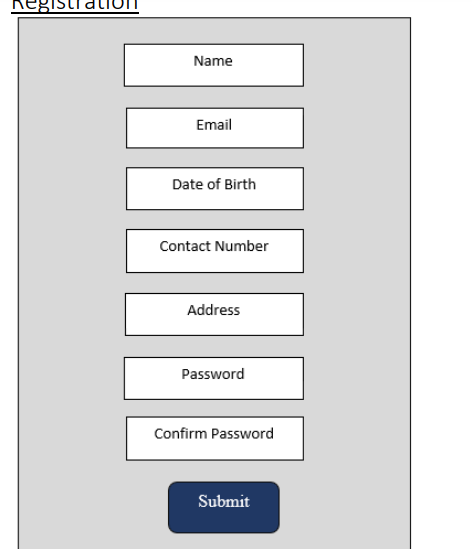 Registration
Name
Email
Date of Birth
Contact Number
Address
Password
Confirm Password
Submit